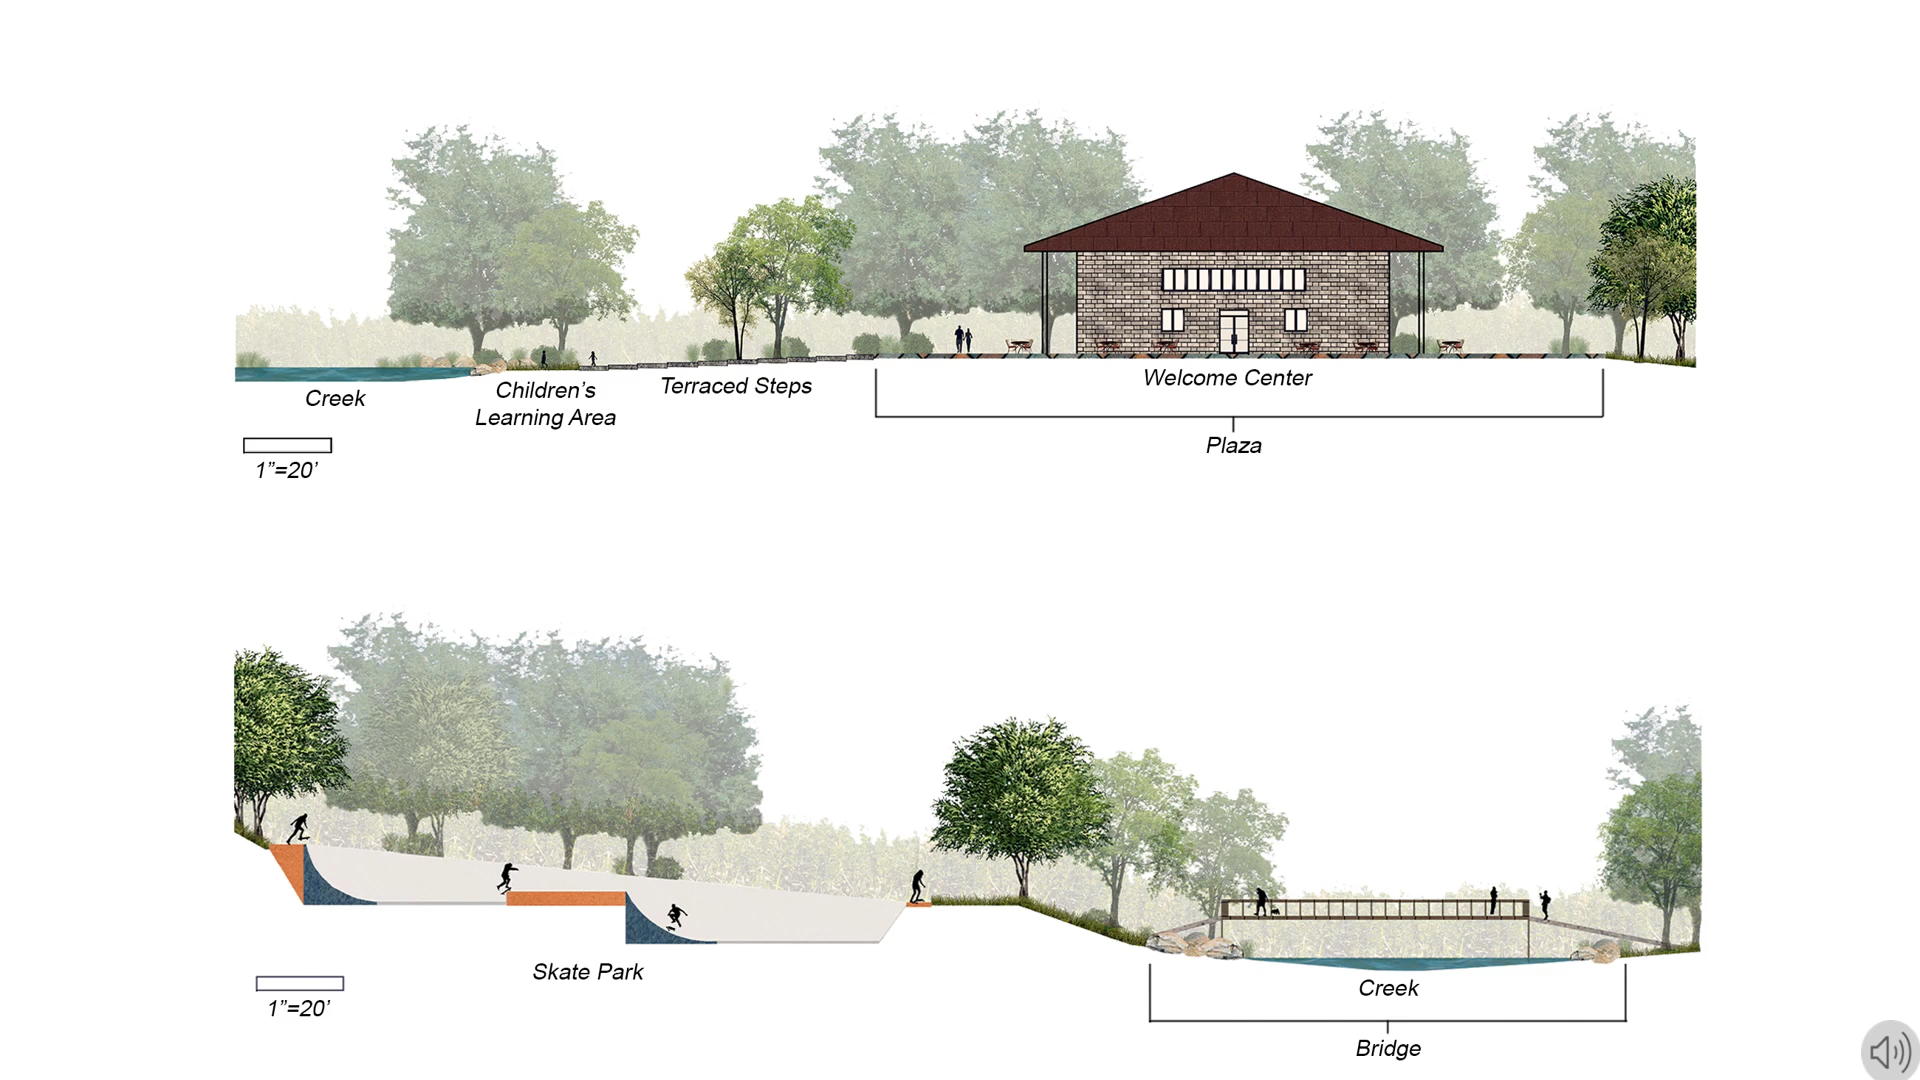 Creek
Children’s
Learning Area
Terraced Steps
Welcome Center
Plaza
1”=20’
Skate Park
1”=20’
Creek
Bridge